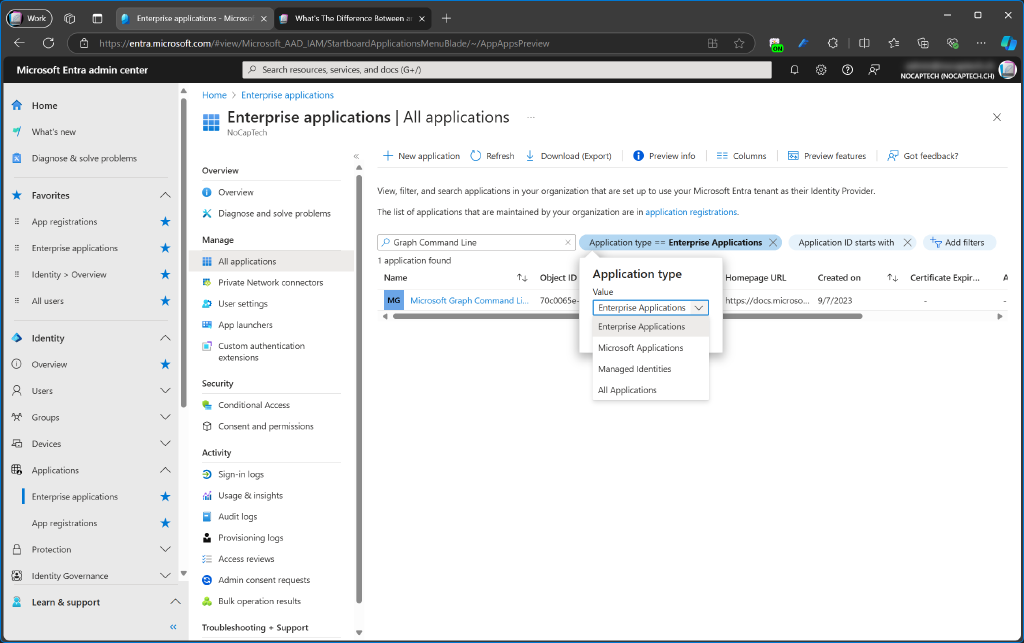 Work
Enterprise applications - Microsof
What's The Difference Between a
https://entra.microsoft.com/#view/Microsoft_AAD_IAM/StartboardApplicationsMenuBlade/~/AppAppsPreview
ON
Microsoft Entra admin center
Search resources, services, and docs (G+/)
NOCAPTECH (NOCAPTECH.CH)
Home
What's new
Diagnose & solve problems
Favorites
App registrations
Enterprise applications
Identity > Overview
All users
Identity
Overview
Users
Groups
Devices
Applications
Enterprise applications
App registrations
Protection
Identity Governance
Learn & support
Home > Enterprise applications
Enterprise applications | All applications
NoCapTech
Overview
Overview
Diagnose and solve problems
Manage
All applications
Private Network connectors
User settings
App launchers
Custom authentication
extensions
Security
Conditional Access
Consent and permissions
Activity
Sign-in logs
Usage & insights
Audit logs
Provisioning logs
Access reviews
Admin consent requests
Bulk operation results
Troubleshooting + Support
New application Refresh Download (Export) Preview info Columns Preview features Got feedback?
View, filter, and search applications in your organization that are set up to use your Microsoft Entra tenant as their Identity Provider.
The list of applications that are maintained by your organization are in application registrations.
Graph Command Line Application type == Enterprise Applications Application ID starts with Add filters
1 application found
Name Object ID Homepage URL Created on Certificate Expir... A
MG Microsoft Graph Command Li... 70c0065e- https://docs.microso... 9/7/2023 - -
Application type
Value
Enterprise Applications
Enterprise Applications
Microsoft Applications
Managed Identities
All Applications